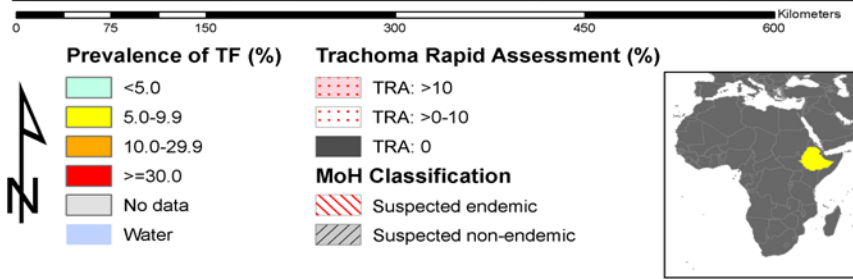 0 75 150 300 450 600 Kilometers
Prevalence of TF (%)
<5.0
5.0-9.9
10.0-29.9
>=30.0
No data
Water
Trachoma Rapid Assessment (%)
TRA: >10
TRA: >0-10
TRA: 0
MoH Classification
Suspected endemic
Suspected non-endemic
N